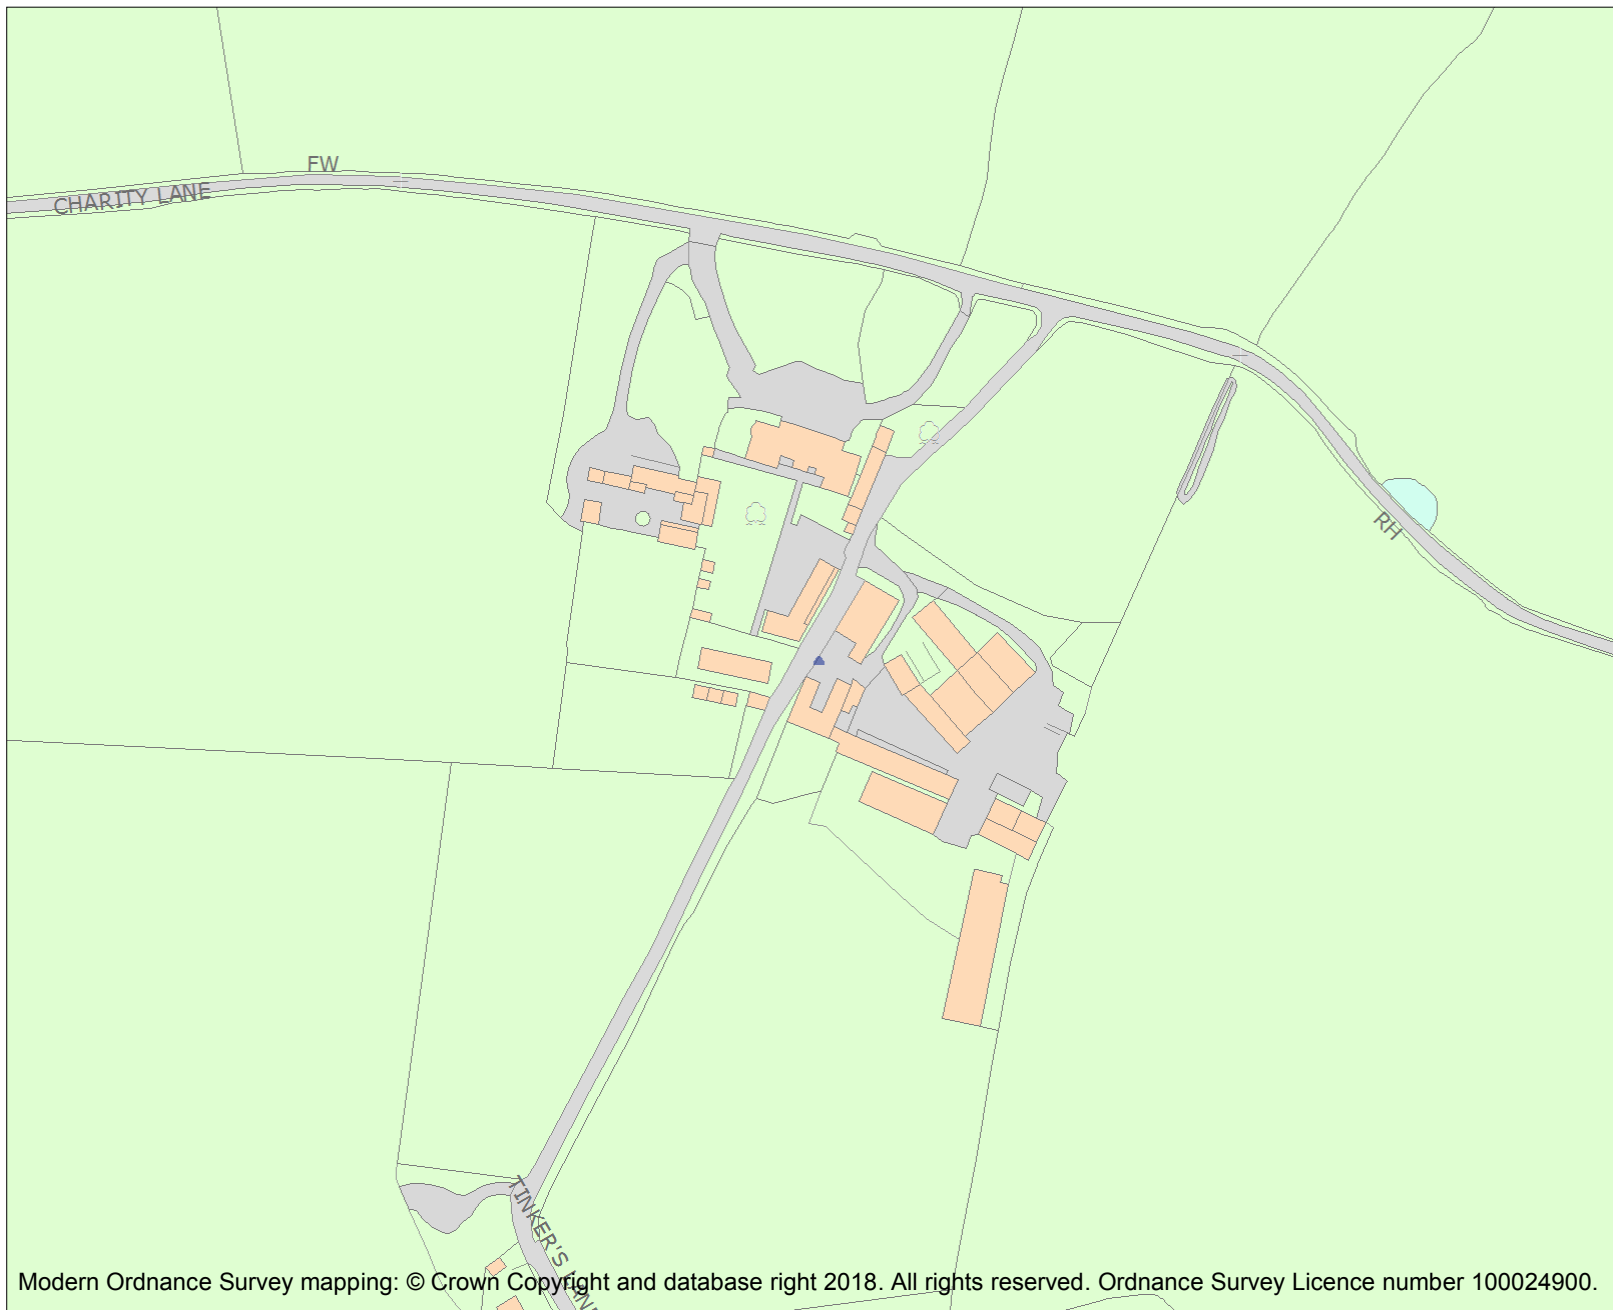 FW
CHARITY LANE
RH
TINKER'S LANE
Modern Ordnance Survey mapping: © Crown Copyright and database right 2018. All rights reserved. Ordnance Survey Licence number 100024900.